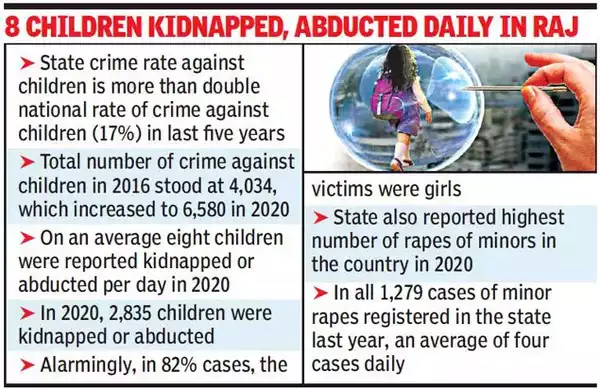 8 CHILDREN KIDNAPPED, ABDUCTED DAILY IN RAJ
➤ State crime rate against
children is more than double
national rate of crime against
children (17%) in last five years
➤ Total number of crime against
children in 2016 stood at 4,034,
which increased to 6,580 in 2020
➤ On an average eight children
were reported kidnapped or
abducted per day in 2020
➤ In 2020, 2,835 children were
kidnapped or abducted
➤ Alarmingly, in 82% cases, the
victims were girls
➤ State also reported highest
number of rapes of minors in
the country in 2020
➤ In all 1,279 cases of minor
rapes registered in the state
last year, an average of four
cases daily